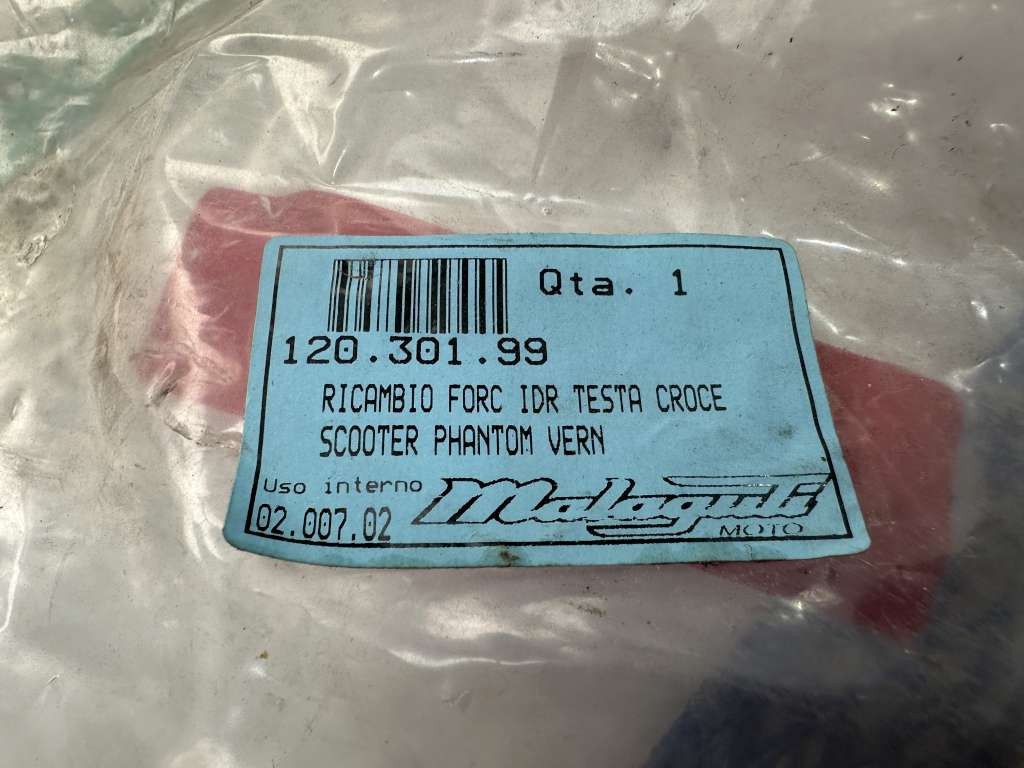 Qta. 1
120.301.99
RICAMBIO FORC IDR TESTA CROCE
SCOOTER PHANTOM VERN
Uso interno
02.007.02
Malaguti
MOTO